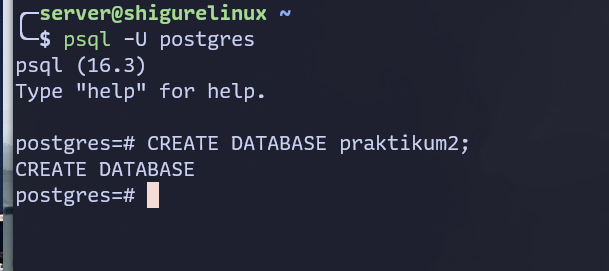 server@shigurelinux ~
$ psql -U postgres
psql (16.3)
Type "help" for help.
postgres=# CREATE DATABASE praktikum2;
CREATE DATABASE
postgres=#